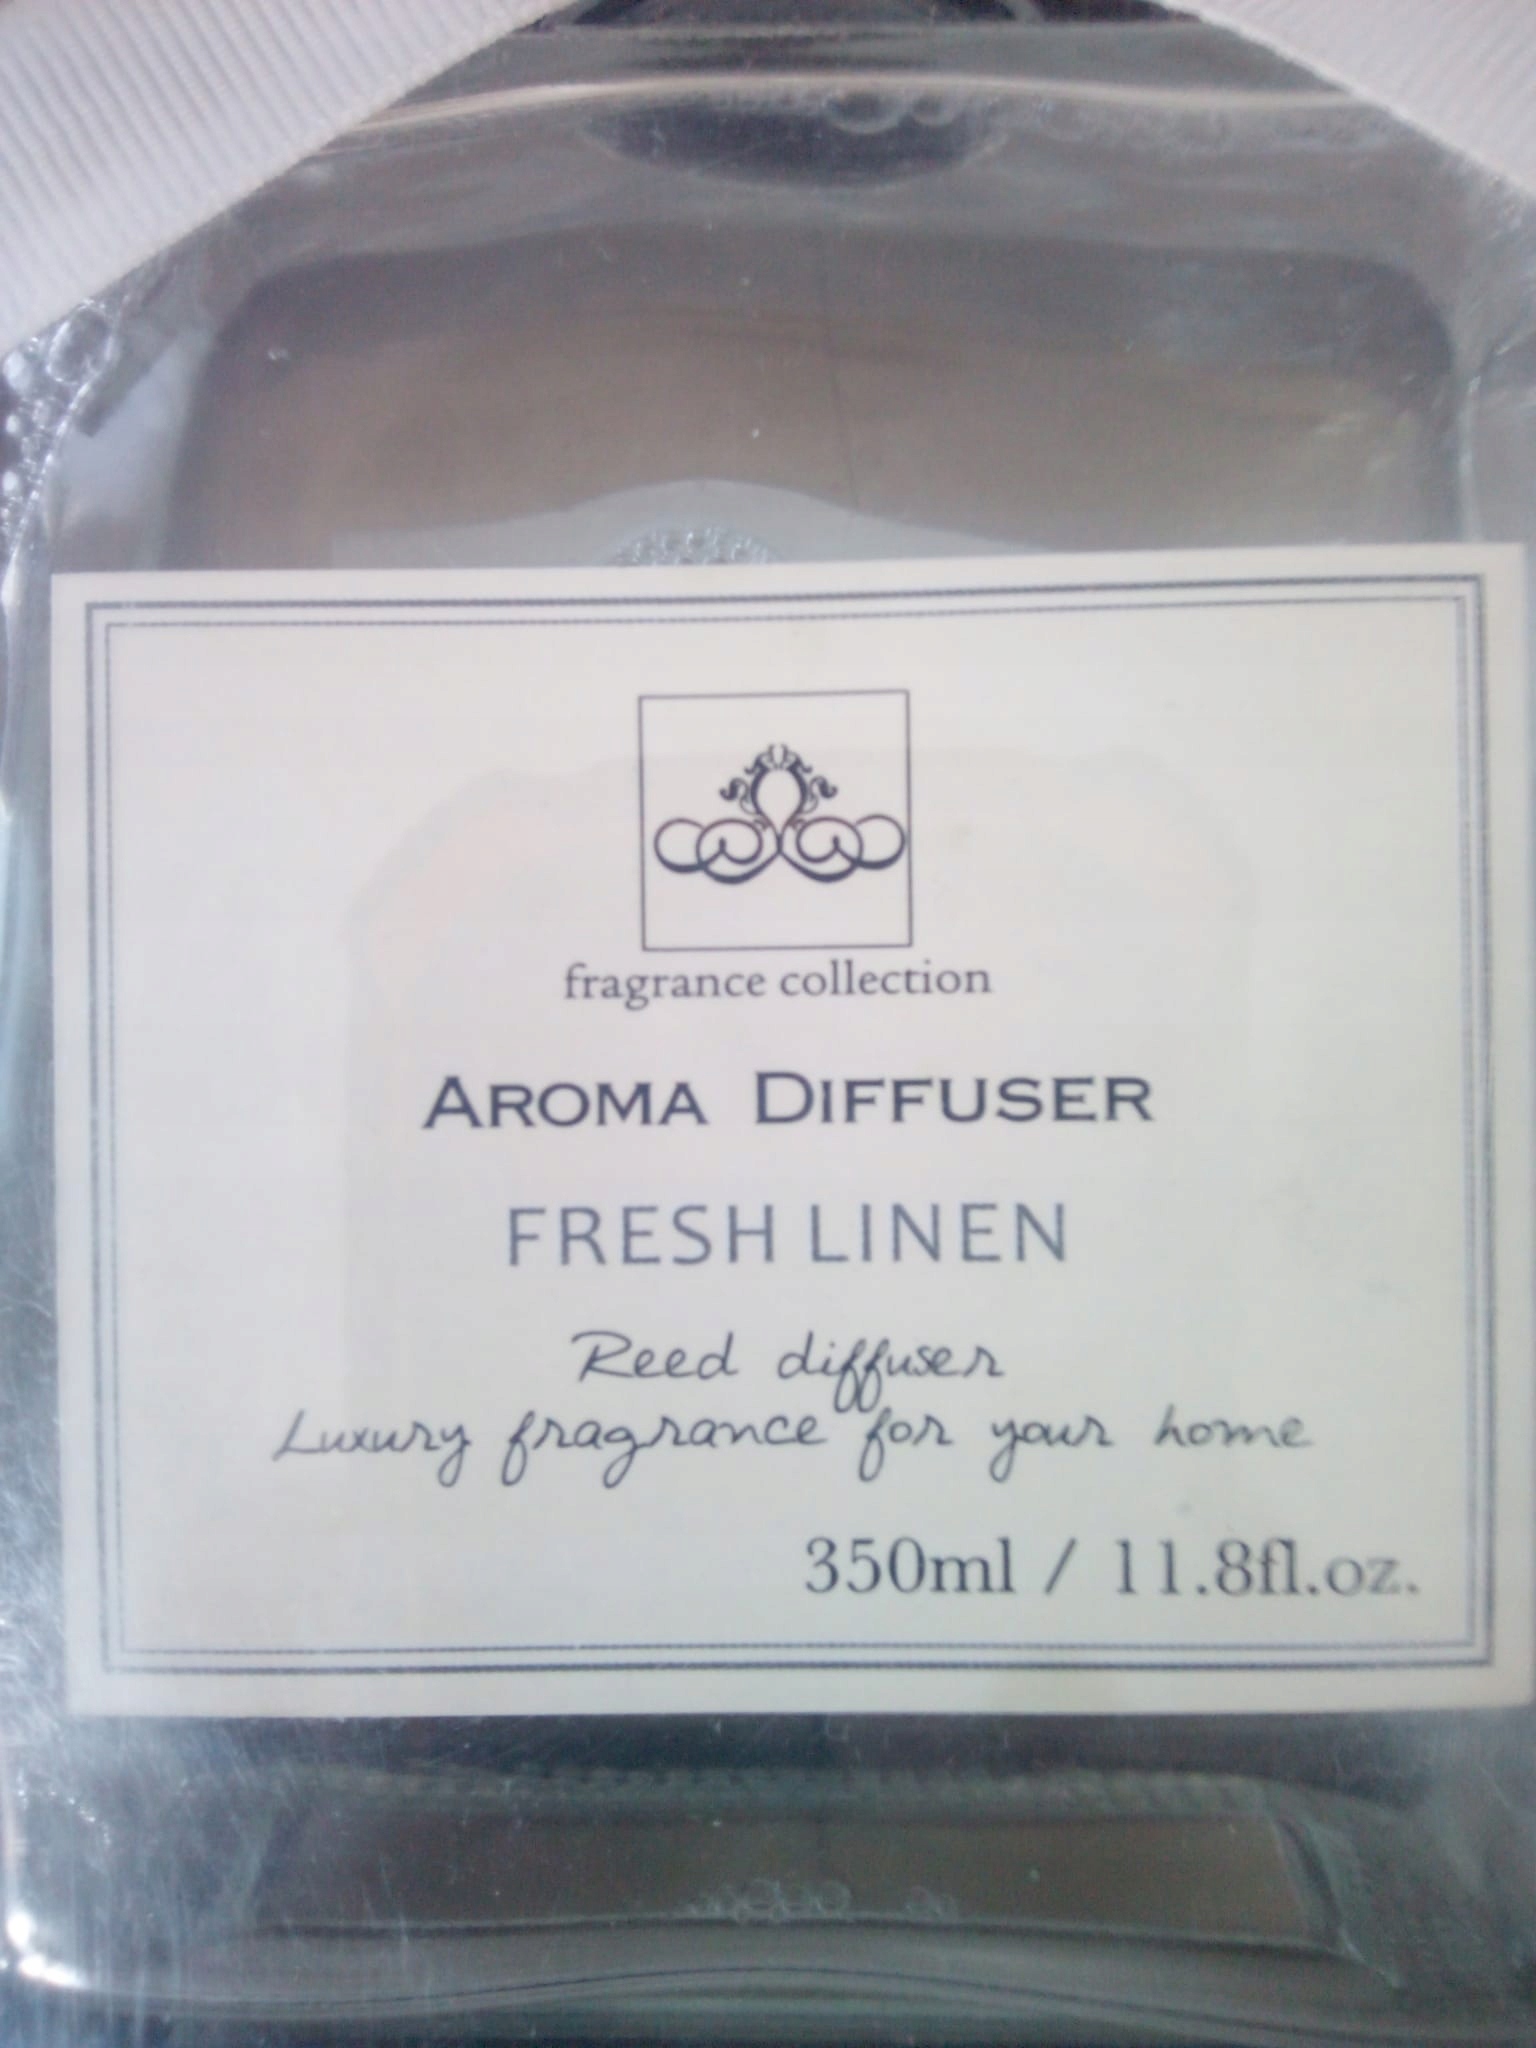 fragrance collection
AROMA DIFFUSER
FRESH LINEN
Reed diffuser
Luxury fragrance for your home
350ml / 11.8fl.oz.